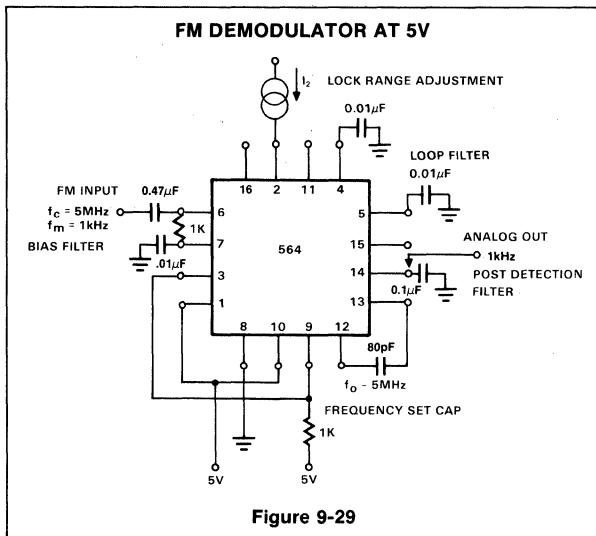 FM DEMODULATOR AT 5V
I₂
LOCK RANGE ADJUSTMENT
0.01μF
16
2
11
4
LOOP FILTER
0.01μF
FM INPUT
0.47μF
fc = 5MHz
fm = 1kHz
BIAS FILTER
1K
.01μF
6
7
3
1
564
5
15
14
13
ANALOG OUT
1kHz
POST DETECTION
FILTER
0.1μF
8
10
9
12
80pF
fo - 5MHz
FREQUENCY SET CAP
1K
5V
5V
Figure 9-29